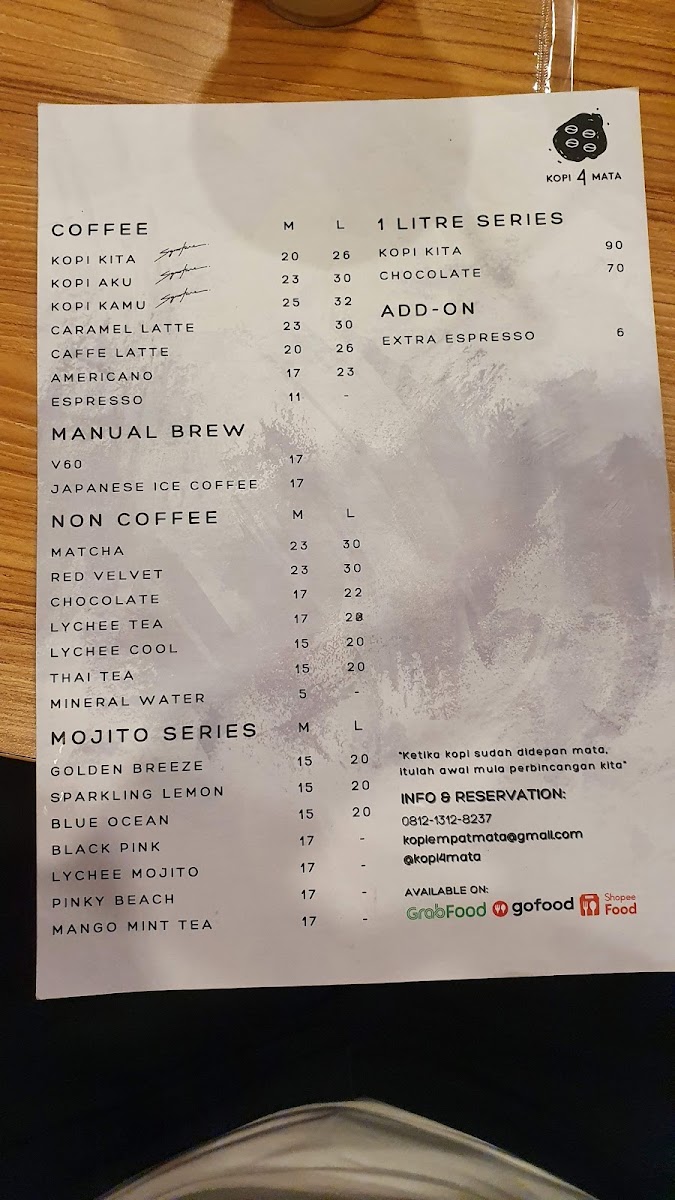 KOPI 4 MATA
COFFEE M L
KOPI KITA Signature 20 26
KOPI AKU Signature 23 30
KOPI KAMU Signature 25 32
CARAMEL LATTE 23 30
CAFFE LATTE 20 26
AMERICANO 17 23
ESPRESSO 11 -
MANUAL BREW
V60 17
JAPANESE ICE COFFEE 17
NON COFFEE M L
MATCHA 23 30
RED VELVET 23 30
CHOCOLATE 17 22
LYCHEE TEA 17
LYCHEE COOL 15 20
THAI TEA 15 20
MINERAL WATER 5 -
MOJITO SERIES M L
GOLDEN BREEZE 15 20
SPARKLING LEMON 15 20
BLUE OCEAN 15 20
BLACK PINK 17 -
LYCHEE MOJITO 17 -
PINKY BEACH 17 -
MANGO MINT TEA 17 -
1 LITRE SERIES
KOPI KITA 90
CHOCOLATE 70
ADD-ON
EXTRA ESPRESSO 6
"Ketika kopi sudah didepan mata,
itulah awal mula perbincangan kita"
INFO & RESERVATION:
0812-1312-8237
kopiempatmata@gmail.com
@kopi4mata
AVAILABLE ON:
GrabFood gofood Shopee Food